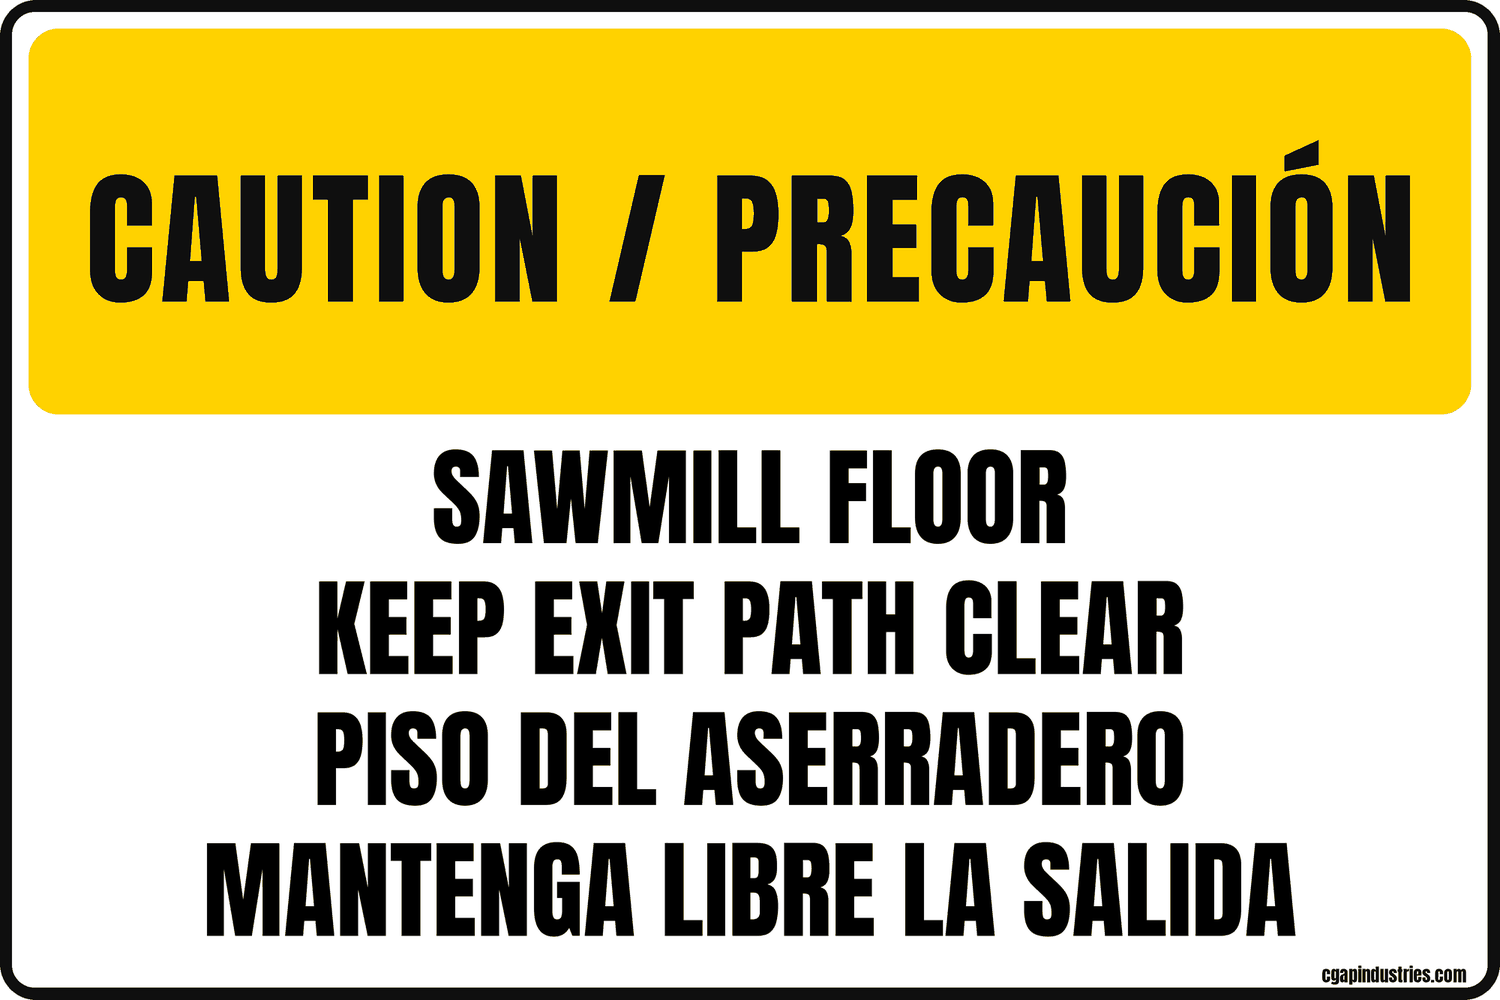 CAUTION / PRECAUCIÓN
SAWMILL FLOOR
KEEP EXIT PATH CLEAR
PISO DEL ASERRADERO
MANTENGA LIBRE LA SALIDA
cgapindustries.com